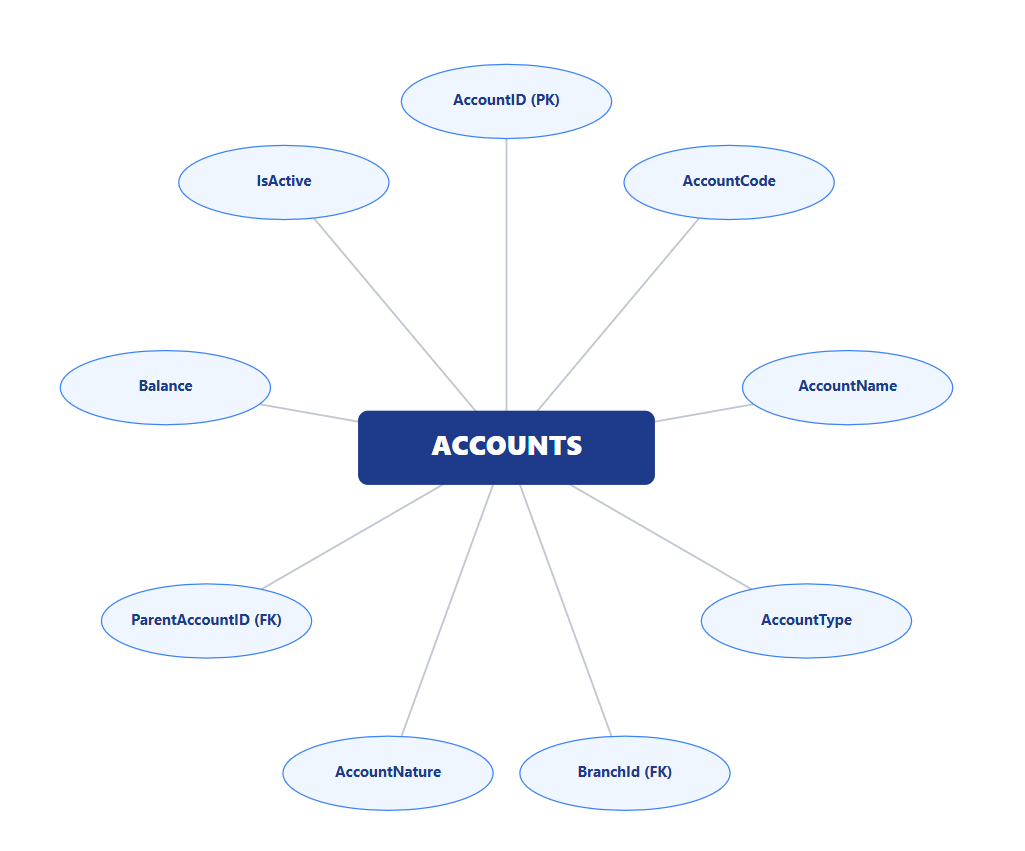 AccountID (PK)
IsActive
AccountCode
Balance
AccountName
ACCOUNTS
ParentAccountID (FK)
AccountType
AccountNature
BranchId (FK)